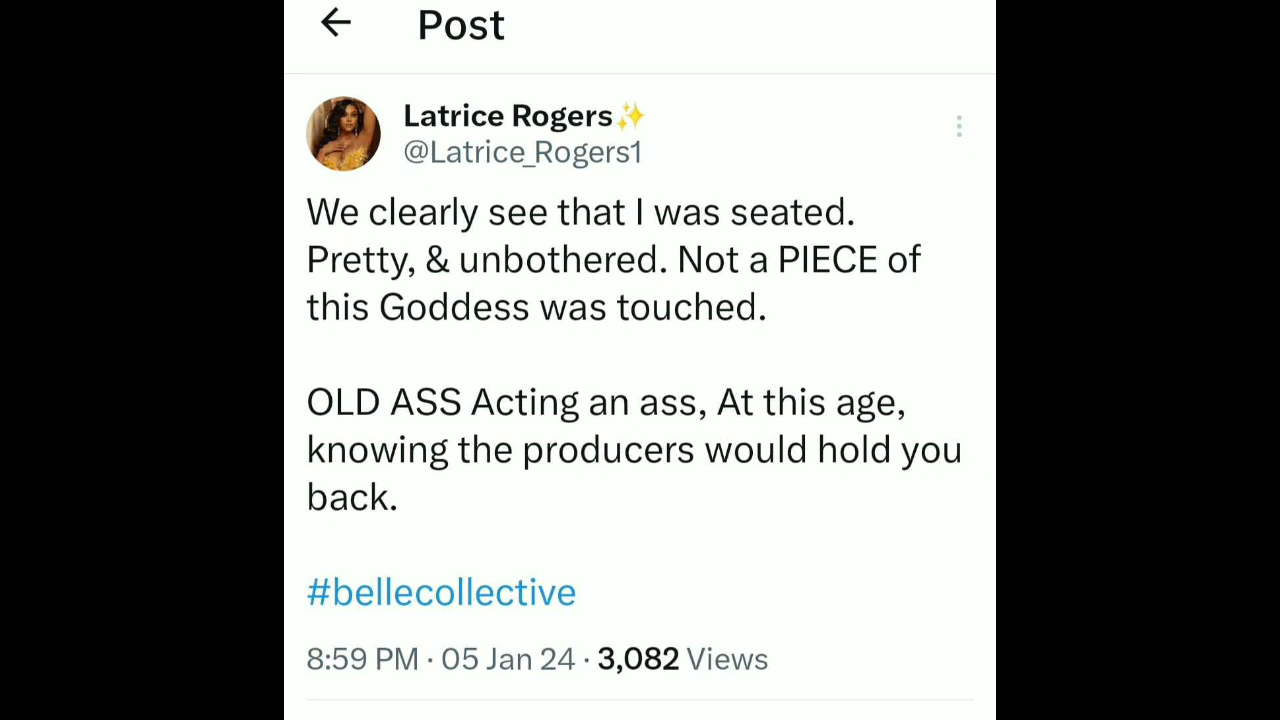 Post
Latrice Rogers✨
@Latrice_Rogers1
We clearly see that I was seated.
Pretty, & unbothered. Not a PIECE of
this Goddess was touched.
OLD ASS Acting an ass, At this age,
knowing the producers would hold you
back.
#bellecollective
8:59 PM · 05 Jan 24 · 3,082 Views